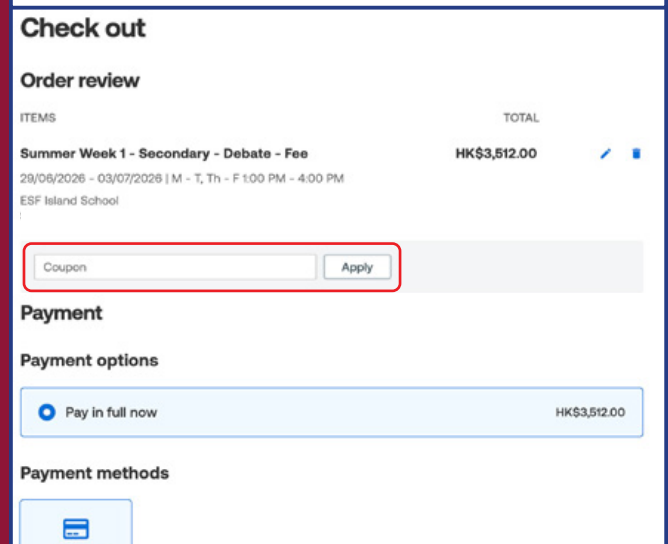 Check out
Order review
ITEMS TOTAL
Summer Week 1 - Secondary - Debate - Fee HK$3,512.00
29/06/2026 - 03/07/2026 | M - T, Th - F 1:00 PM - 4:00 PM
ESF Island School
Coupon Apply
Payment
Payment options
Pay in full now HK$3,512.00
Payment methods